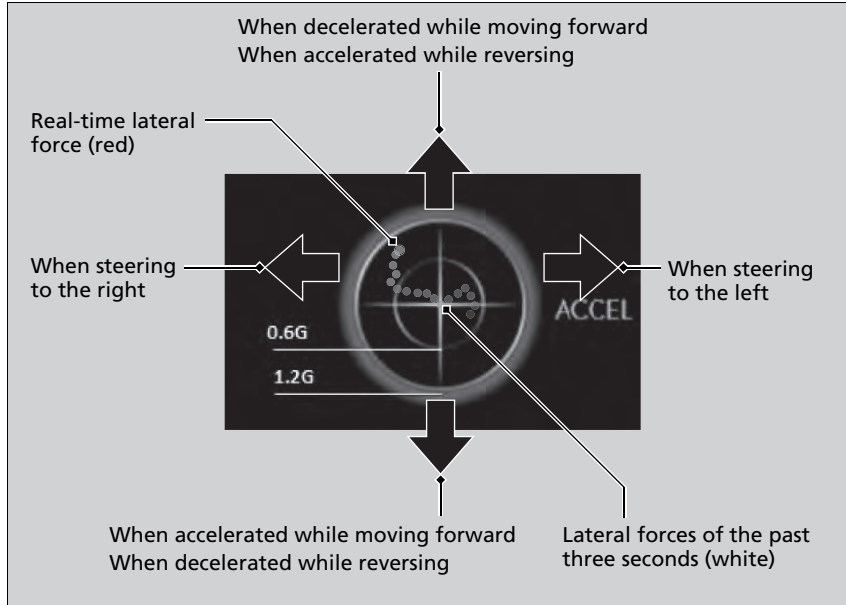 When decelerated while moving forward
When accelerated while reversing
Real-time lateral
force (red)
When steering
to the right
When steering
to the left
ACCEL
0.6G
1.2G
When accelerated while moving forward
When decelerated while reversing
Lateral forces of the past
three seconds (white)